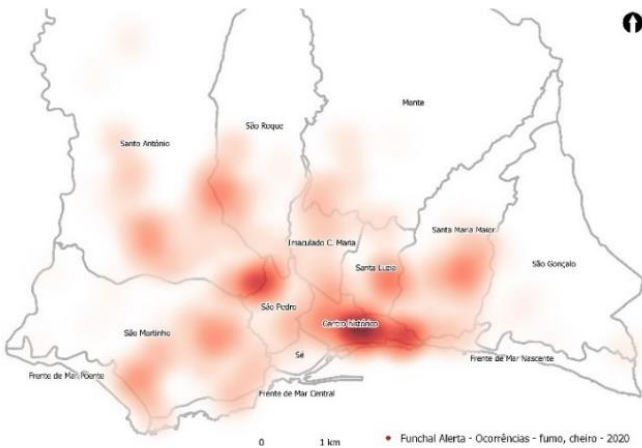 Monte
São Roque
Santo António
Santa Maria Maior
Imaculado C. Maria
São Gonçalo
Santa Luzia
São Pedro
Centro histórico
São Martinho
Sé
Frente de Mar Nascente
Frente de Mar Poente
Frente de Mar Central
0 1 km
Funchal Alerta - Ocorrências - fumo, cheiro - 2020